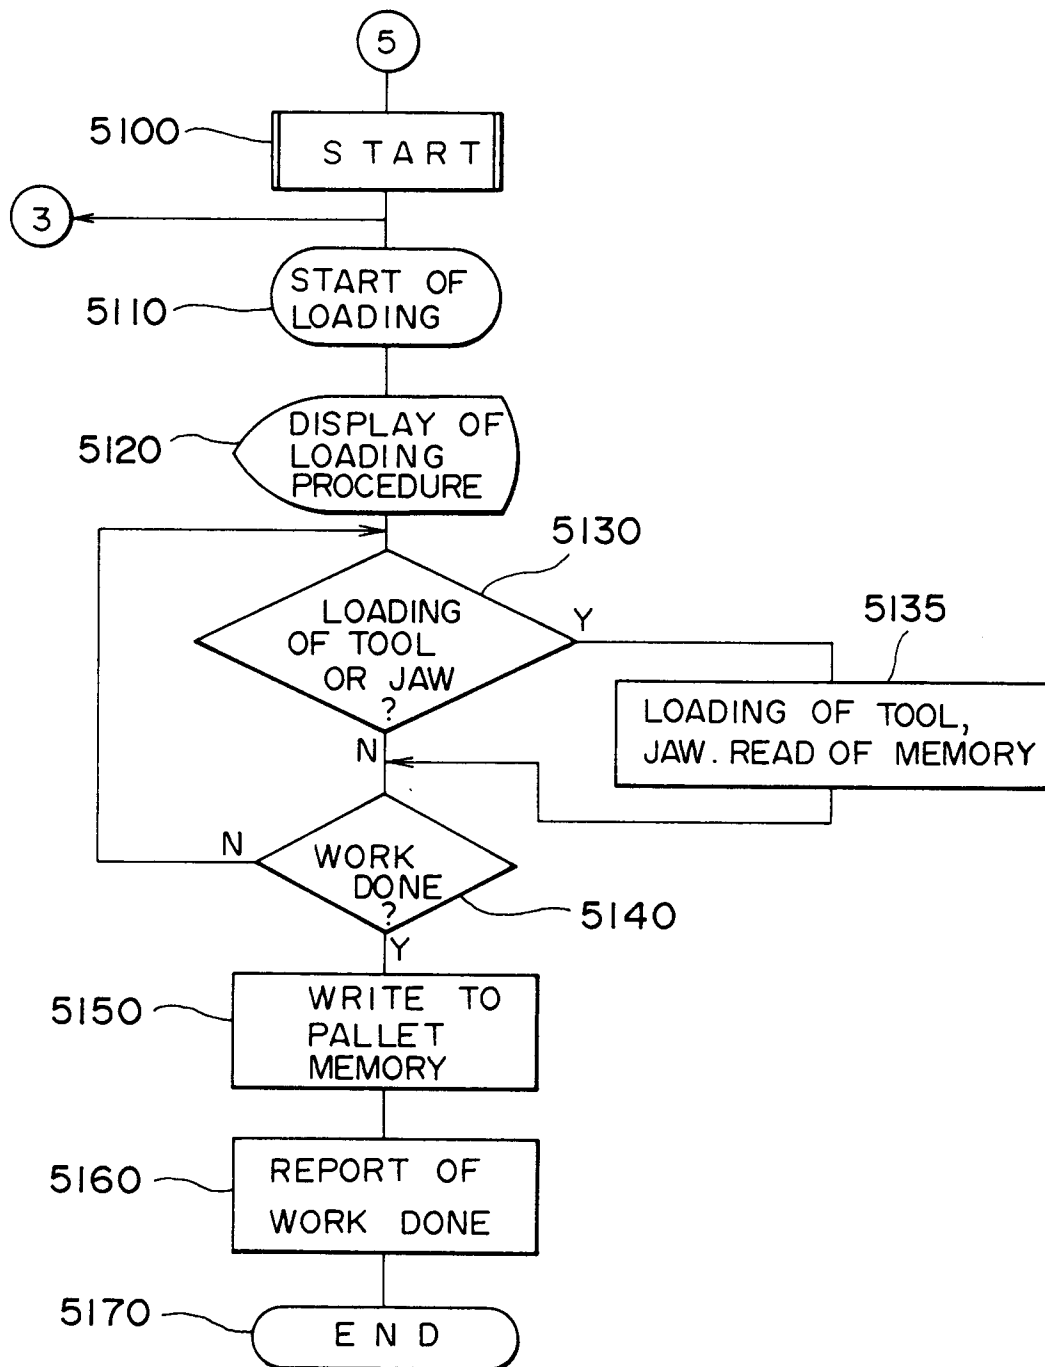 5
5100
START
3
5110
START OF
LOADING
5120
DISPLAY OF
LOADING
PROCEDURE
5130
LOADING
OF TOOL
OR JAW
?
Y
N
5135
LOADING OF TOOL,
JAW. READ OF MEMORY
N
WORK
DONE
?
5140
Y
5150
WRITE TO
PALLET
MEMORY
5160
REPORT OF
WORK DONE
5170
END